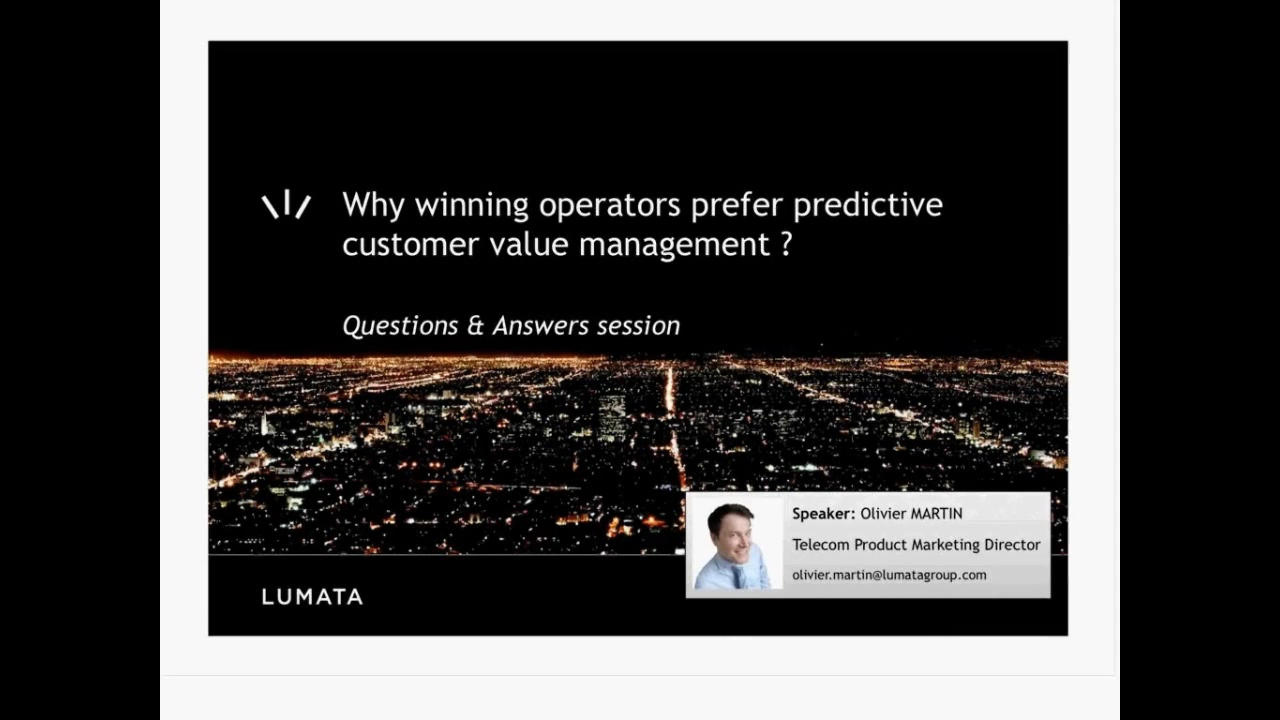 Why winning operators prefer predictive
customer value management ?
Questions & Answers session
Speaker: Olivier MARTIN
Telecom Product Marketing Director
olivier.martin@lumatagroup.com
LUMATA